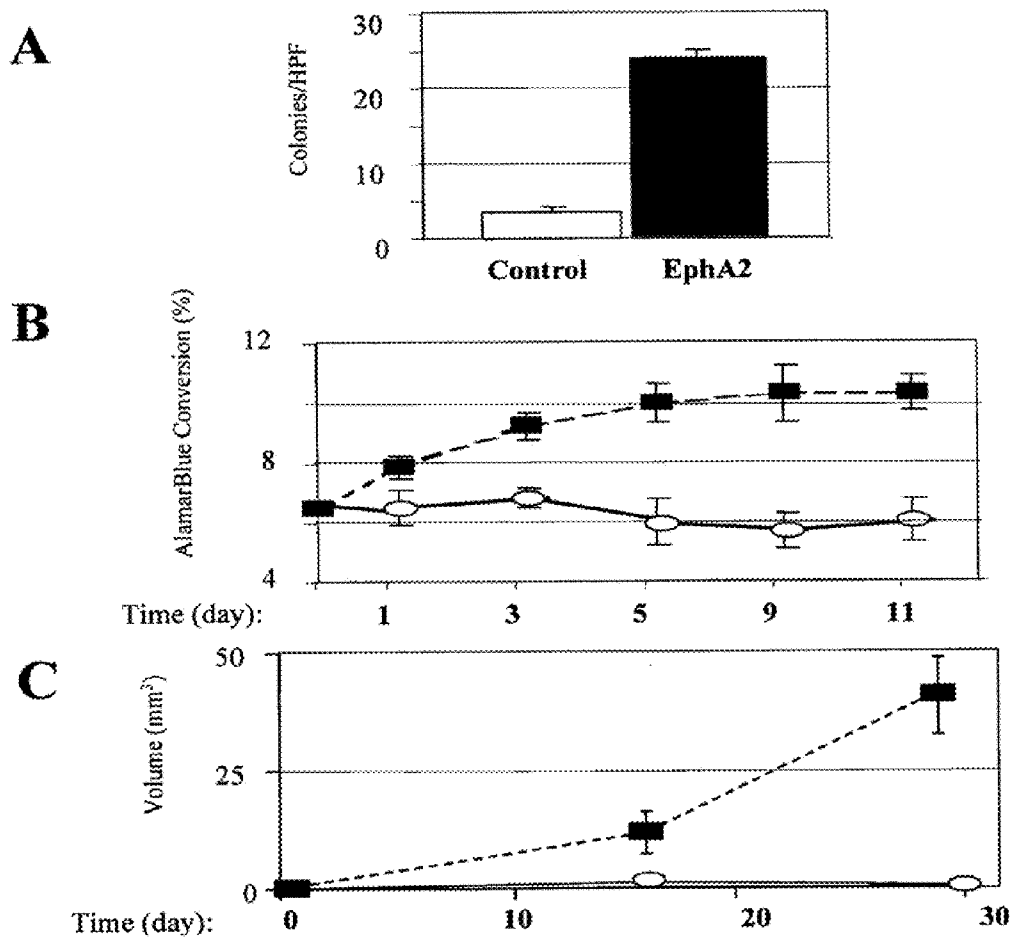 A
Colonies/HPF
30
20
10
0
Control EphA2
B
AlamarBlue Conversion (%)
12
8
4
Time (day): 1 3 5 9 11
C
Volume (mm³)
50
25
0
Time (day): 0 10 20 30